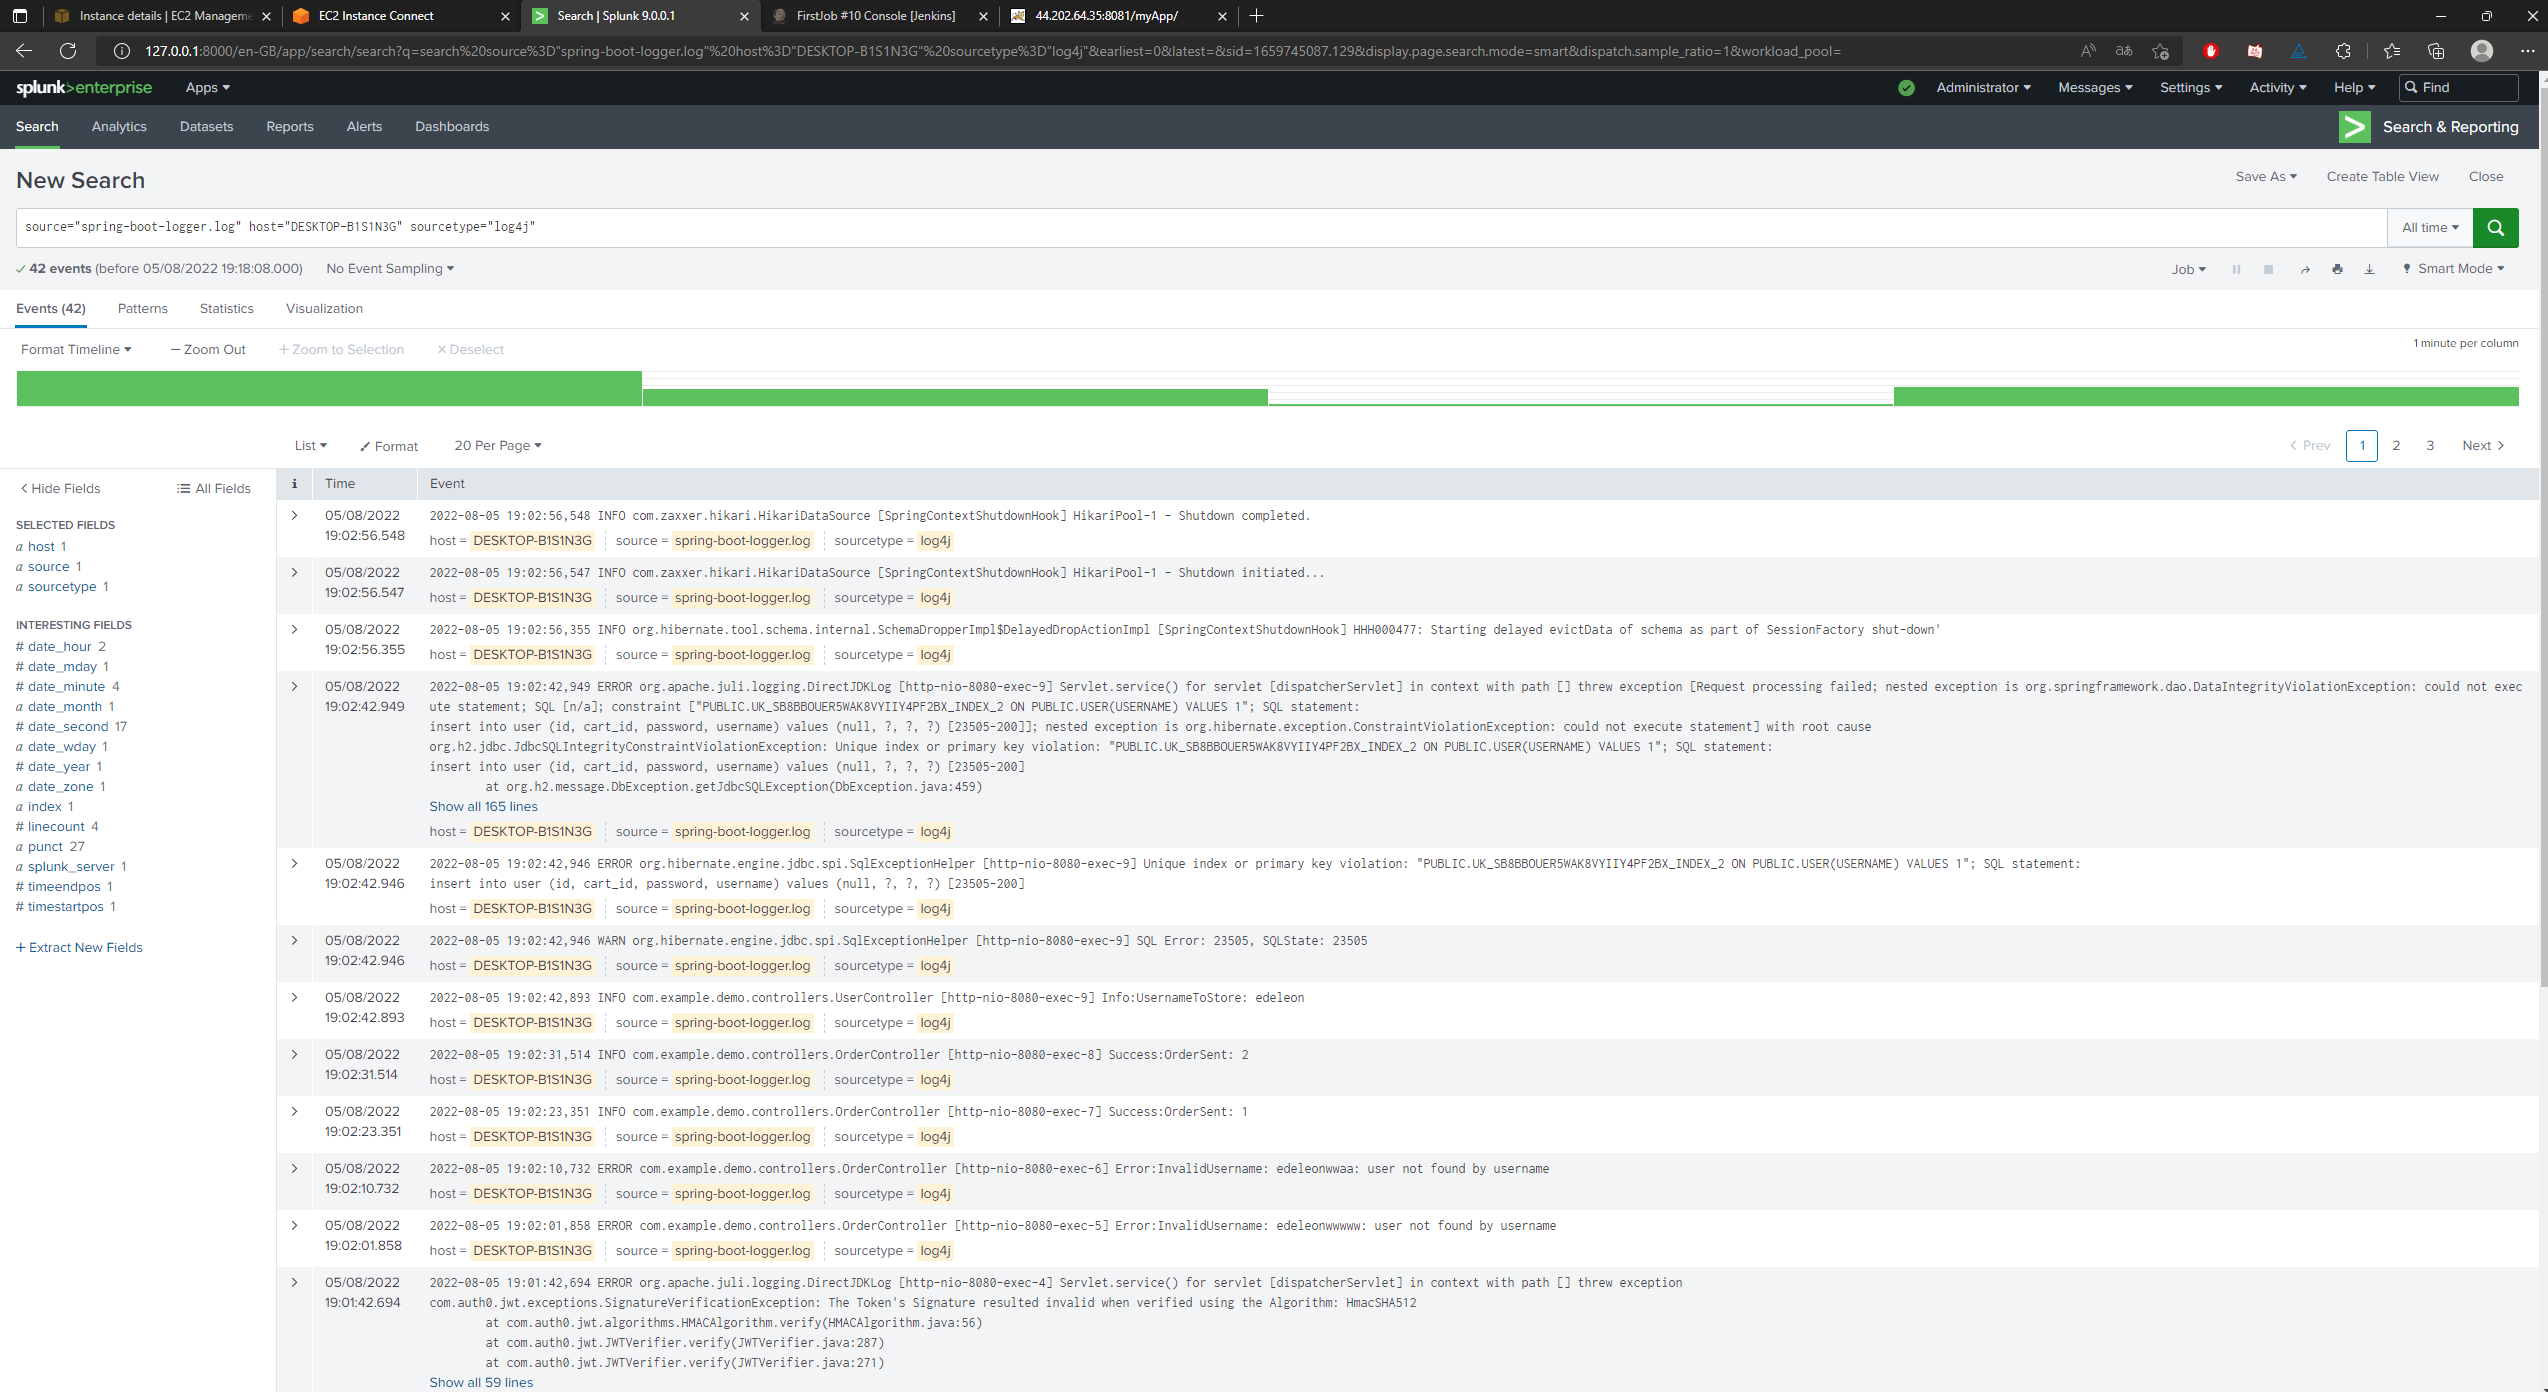 Instance details | EC2 Manageme
EC2 Instance Connect
Search | Splunk 9.0.0.1
FirstJob #10 Console [Jenkins]
44.202.64.35:8081/myApp/
127.0.0.1:8000/en-GB/app/search/search?q=search%20source%3D"spring-boot-logger.log"%20host%3D"DESKTOP-B1S1N3G"%20sourcetype%3D"log4j"&earliest=0&latest=&sid=1659745087.129&display.page.search.mode=smart&dispatch.sample_ratio=1&workload_pool=
splunk>enterprise Apps Administrator Messages Settings Activity Help Find
Search Analytics Datasets Reports Alerts Dashboards Search & Reporting
New Search Save As Create Table View Close
source="spring-boot-logger.log" host="DESKTOP-B1S1N3G" sourcetype="log4j" All time
42 events (before 05/08/2022 19:18:08.000) No Event Sampling Job Smart Mode
Events (42) Patterns Statistics Visualization
Format Timeline — Zoom Out + Zoom to Selection × Deselect 1 minute per column
List Format 20 Per Page < Prev 1 2 3 Next >
< Hide Fields All Fields
SELECTED FIELDS
a host 1
a source 1
a sourcetype 1
INTERESTING FIELDS
# date_hour 2
# date_mday 1
# date_minute 4
a date_month 1
# date_second 17
a date_wday 1
# date_year 1
a date_zone 1
a index 1
# linecount 4
a punct 27
a splunk_server 1
# timeendpos 1
# timestartpos 1
+ Extract New Fields
i Time Event
05/08/2022 19:02:56.548
2022-08-05 19:02:56,548 INFO com.zaxxer.hikari.HikariDataSource [SpringContextShutdownHook] HikariPool-1 - Shutdown completed.
host = DESKTOP-B1S1N3G source = spring-boot-logger.log sourcetype = log4j
05/08/2022 19:02:56.547
2022-08-05 19:02:56,547 INFO com.zaxxer.hikari.HikariDataSource [SpringContextShutdownHook] HikariPool-1 - Shutdown initiated...
host = DESKTOP-B1S1N3G source = spring-boot-logger.log sourcetype = log4j
05/08/2022 19:02:56.355
2022-08-05 19:02:56,355 INFO org.hibernate.tool.schema.internal.SchemaDropperImpl$DelayedDropActionImpl [SpringContextShutdownHook] HHH000477: Starting delayed evictData of schema as part of SessionFactory shut-down'
host = DESKTOP-B1S1N3G source = spring-boot-logger.log sourcetype = log4j
05/08/2022 19:02:42.949
2022-08-05 19:02:42,949 ERROR org.apache.juli.logging.DirectJDKLog [http-nio-8080-exec-9] Servlet.service() for servlet [dispatcherServlet] in context with path [] threw exception [Request processing failed; nested exception is org.springframework.dao.DataIntegrityViolationException: could not exec
ute statement; SQL [n/a]; constraint ["PUBLIC.UK_SB8BBOUER5WAK8VYIIY4PF2BX_INDEX_2 ON PUBLIC.USER(USERNAME) VALUES 1"; SQL statement:
insert into user (id, cart_id, password, username) values (null, ?, ?, ?) [23505-200]]; nested exception is org.hibernate.exception.ConstraintViolationException: could not execute statement] with root cause
org.h2.jdbc.JdbcSQLIntegrityConstraintViolationException: Unique index or primary key violation: "PUBLIC.UK_SB8BBOUER5WAK8VYIIY4PF2BX_INDEX_2 ON PUBLIC.USER(USERNAME) VALUES 1"; SQL statement:
insert into user (id, cart_id, password, username) values (null, ?, ?, ?) [23505-200]
at org.h2.message.DbException.getJdbcSQLException(DbException.java:459)
Show all 165 lines
host = DESKTOP-B1S1N3G source = spring-boot-logger.log sourcetype = log4j
05/08/2022 19:02:42.946
2022-08-05 19:02:42,946 ERROR org.hibernate.engine.jdbc.spi.SqlExceptionHelper [http-nio-8080-exec-9] Unique index or primary key violation: "PUBLIC.UK_SB8BBOUER5WAK8VYIIY4PF2BX_INDEX_2 ON PUBLIC.USER(USERNAME) VALUES 1"; SQL statement:
insert into user (id, cart_id, password, username) values (null, ?, ?, ?) [23505-200]
host = DESKTOP-B1S1N3G source = spring-boot-logger.log sourcetype = log4j
05/08/2022 19:02:42.946
2022-08-05 19:02:42,946 WARN org.hibernate.engine.jdbc.spi.SqlExceptionHelper [http-nio-8080-exec-9] SQL Error: 23505, SQLState: 23505
host = DESKTOP-B1S1N3G source = spring-boot-logger.log sourcetype = log4j
05/08/2022 19:02:42.893
2022-08-05 19:02:42,893 INFO com.example.demo.controllers.UserController [http-nio-8080-exec-9] Info:UsernameToStore: edeleon
host = DESKTOP-B1S1N3G source = spring-boot-logger.log sourcetype = log4j
05/08/2022 19:02:31.514
2022-08-05 19:02:31,514 INFO com.example.demo.controllers.OrderController [http-nio-8080-exec-8] Success:OrderSent: 2
host = DESKTOP-B1S1N3G source = spring-boot-logger.log sourcetype = log4j
05/08/2022 19:02:23.351
2022-08-05 19:02:23,351 INFO com.example.demo.controllers.OrderController [http-nio-8080-exec-7] Success:OrderSent: 1
host = DESKTOP-B1S1N3G source = spring-boot-logger.log sourcetype = log4j
05/08/2022 19:02:10.732
2022-08-05 19:02:10,732 ERROR com.example.demo.controllers.OrderController [http-nio-8080-exec-6] Error:InvalidUsername: edeleonwwaa: user not found by username
host = DESKTOP-B1S1N3G source = spring-boot-logger.log sourcetype = log4j
05/08/2022 19:02:01.858
2022-08-05 19:02:01,858 ERROR com.example.demo.controllers.OrderController [http-nio-8080-exec-5] Error:InvalidUsername: edeleonwwwww: user not found by username
host = DESKTOP-B1S1N3G source = spring-boot-logger.log sourcetype = log4j
05/08/2022 19:01:42.694
2022-08-05 19:01:42,694 ERROR org.apache.juli.logging.DirectJDKLog [http-nio-8080-exec-4] Servlet.service() for servlet [dispatcherServlet] in context with path [] threw exception
com.auth0.jwt.exceptions.SignatureVerificationException: The Token's Signature resulted invalid when verified using the Algorithm: HmacSHA512
at com.auth0.jwt.algorithms.HMACAlgorithm.verify(HMACAlgorithm.java:56)
at com.auth0.jwt.JWTVerifier.verify(JWTVerifier.java:287)
at com.auth0.jwt.JWTVerifier.verify(JWTVerifier.java:271)
Show all 59 lines